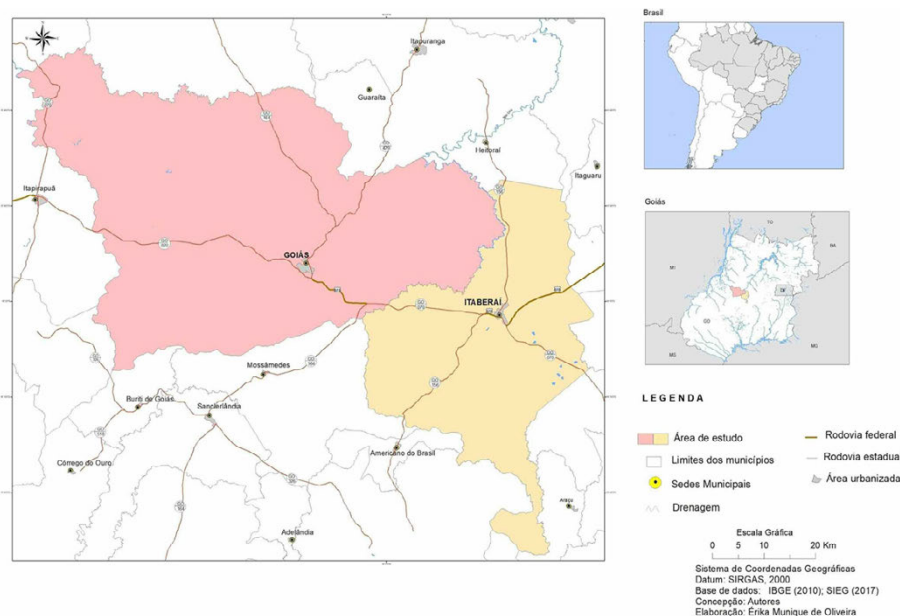 Itapuranga
Guaraíta
Heitoraí
Itaguaru
Itapirapuã
GOIÁS
ITABERAÍ
Mossâmedes
Buriti de Goiás
Sanclerlândia
Córrego do Ouro
Americano do Brasil
Adelândia
Brasil
Goiás
TO
BA
MT
DF
GO
MG
MS
LEGENDA
Área de estudo
Limites dos municípios
Sedes Municipais
Drenagem
Rodovia federal
Rodovia estadua
Área urbanizada
Escala Gráfica
0 5 10 20 Km
Sistema de Coordenadas Geográficas
Datum: SIRGAS, 2000
Base de dados: IBGE (2010); SIEG (2017)
Concepção: Autores
Elaboração: Érika Munique de Oliveira